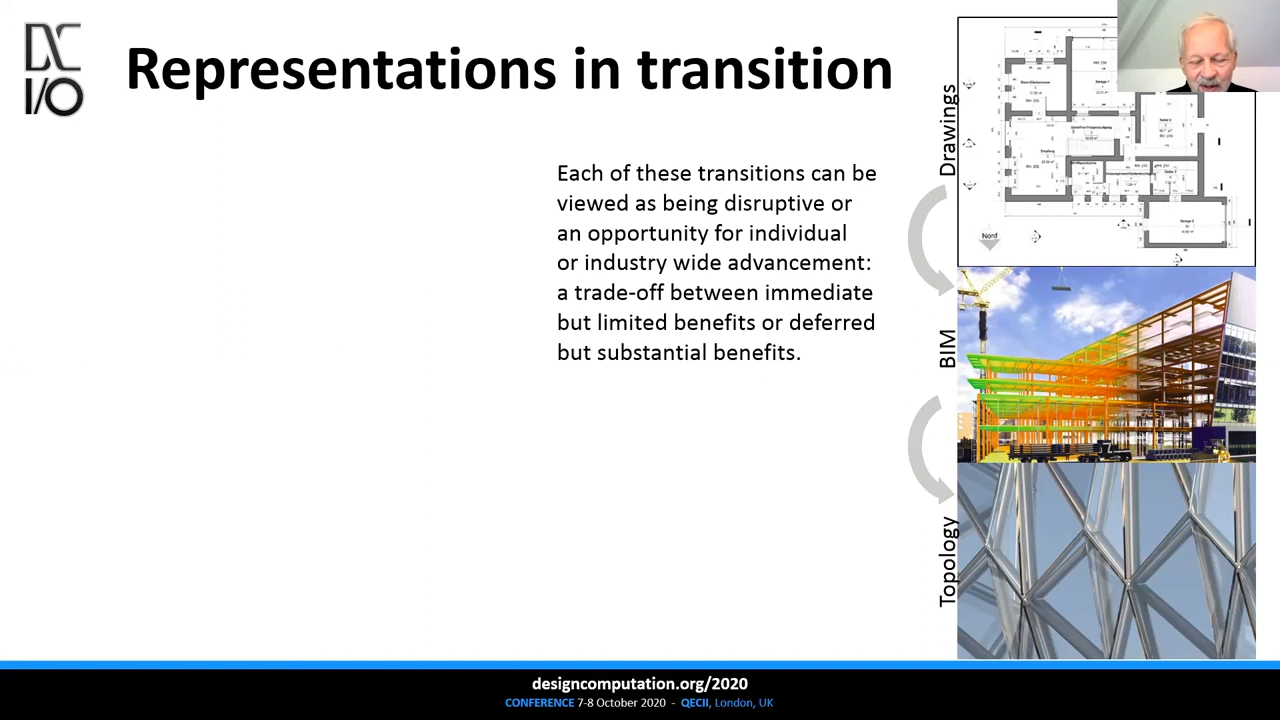 DC
I/O
Representations in transition
Each of these transitions can be
viewed as being disruptive or
an opportunity for individual
or industry wide advancement:
a trade-off between immediate
but limited benefits or deferred
but substantial benefits.
Drawings
Nord
BIM
Topology
designcomputation.org/2020
CONFERENCE 7-8 October 2020 - QECII, London, UK